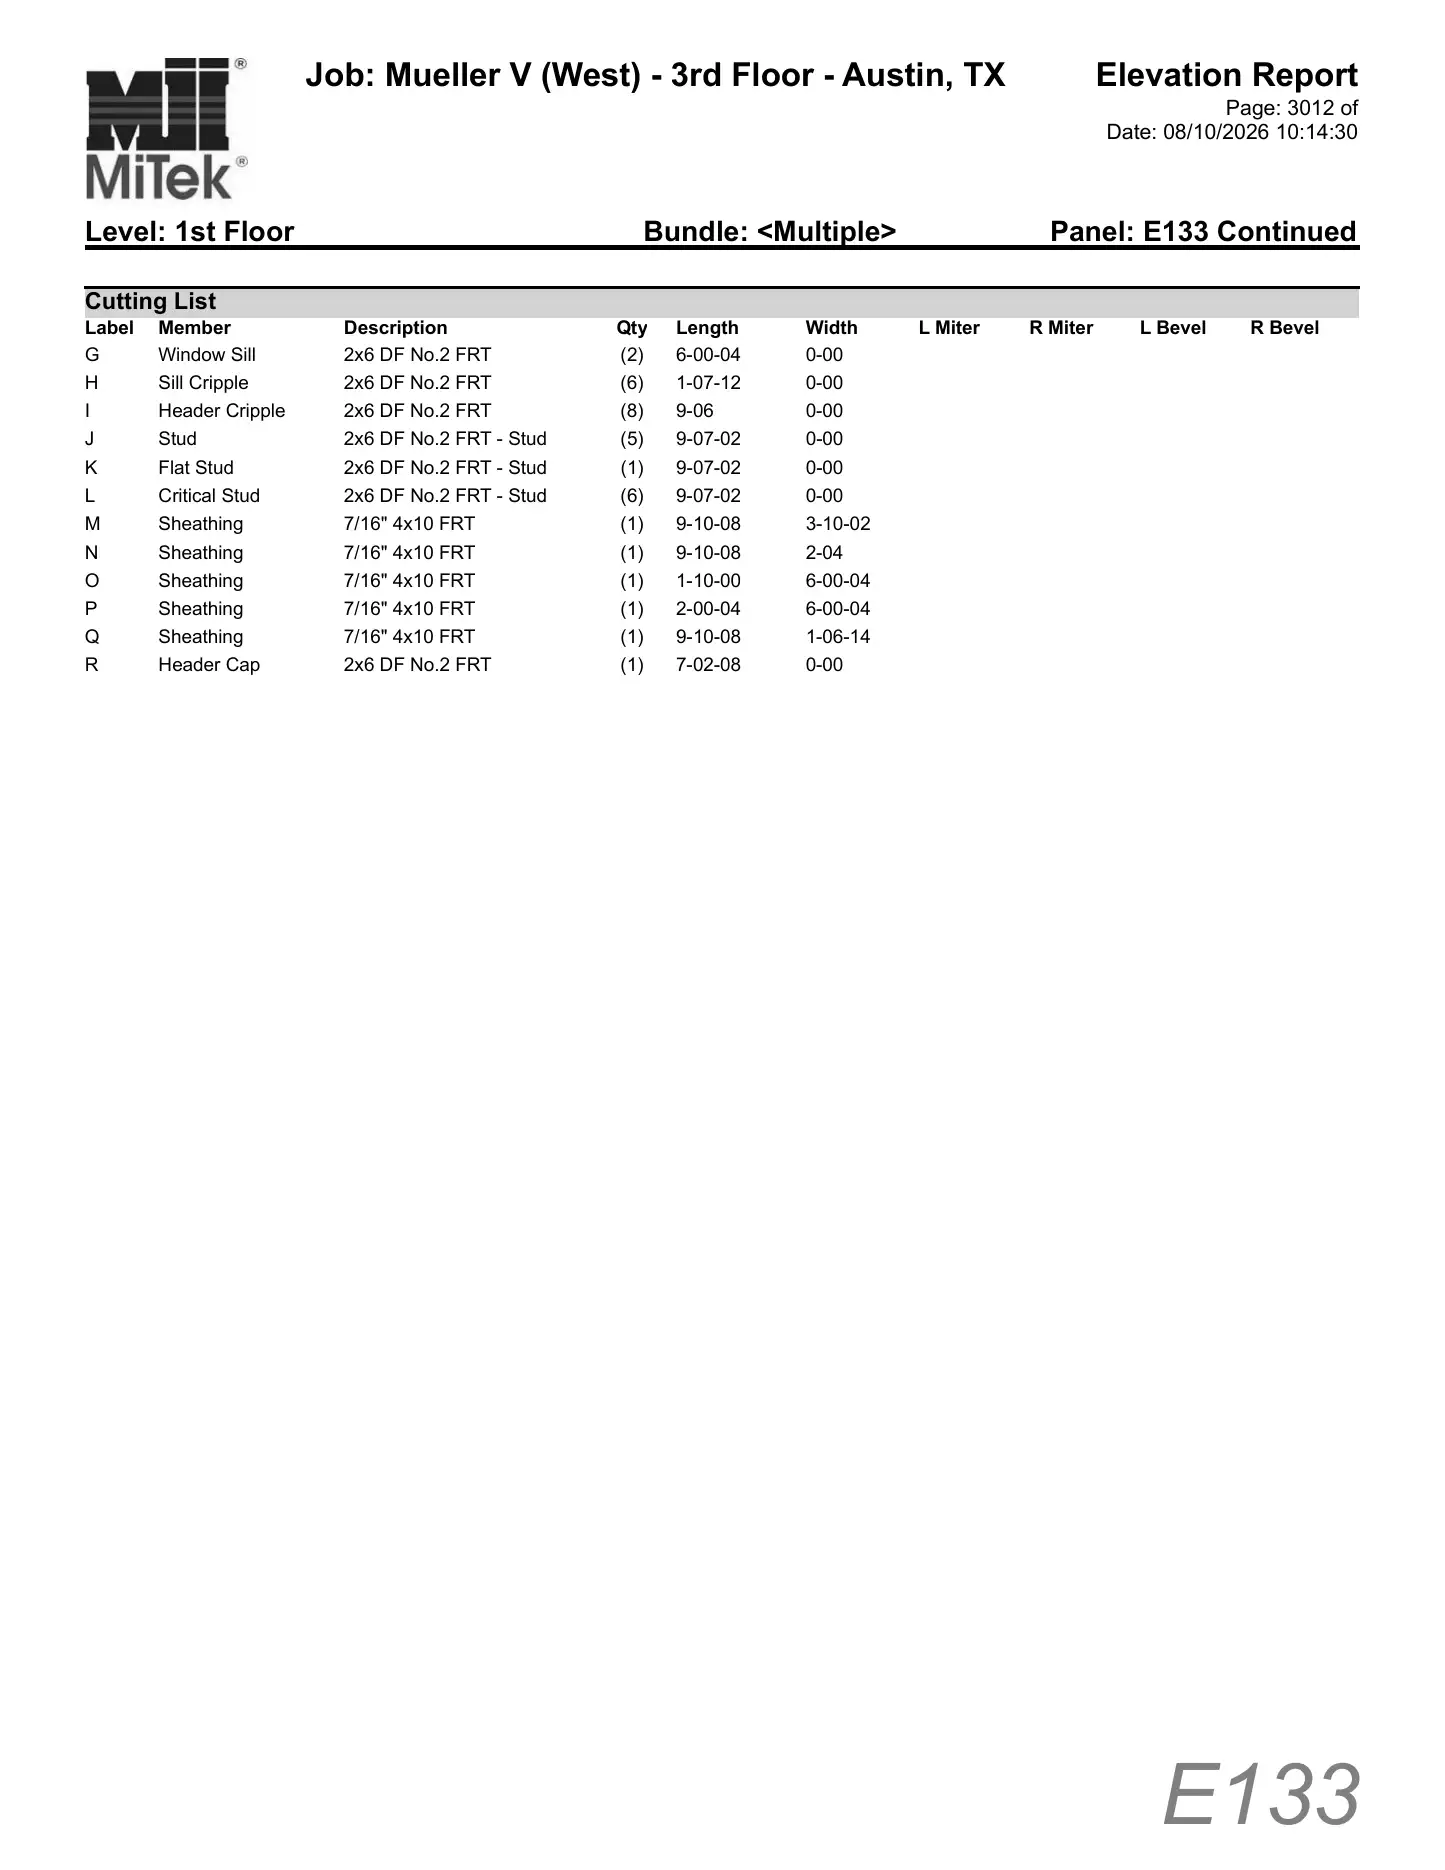 Job: Mueller V (West) - 3rd Floor - Austin, TX
Elevation Report
Page: 3012 of
Date: 08/10/2026 10:14:30
MiTek®
Level: 1st Floor Bundle: <Multiple> Panel: E133 Continued
Cutting List
Label Member Description Qty Length Width L Miter R Miter L Bevel R Bevel
G Window Sill 2x6 DF No.2 FRT (2) 6-00-04 0-00
H Sill Cripple 2x6 DF No.2 FRT (6) 1-07-12 0-00
I Header Cripple 2x6 DF No.2 FRT (8) 9-06 0-00
J Stud 2x6 DF No.2 FRT - Stud (5) 9-07-02 0-00
K Flat Stud 2x6 DF No.2 FRT - Stud (1) 9-07-02 0-00
L Critical Stud 2x6 DF No.2 FRT - Stud (6) 9-07-02 0-00
M Sheathing 7/16" 4x10 FRT (1) 9-10-08 3-10-02
N Sheathing 7/16" 4x10 FRT (1) 9-10-08 2-04
O Sheathing 7/16" 4x10 FRT (1) 1-10-00 6-00-04
P Sheathing 7/16" 4x10 FRT (1) 2-00-04 6-00-04
Q Sheathing 7/16" 4x10 FRT (1) 9-10-08 1-06-14
R Header Cap 2x6 DF No.2 FRT (1) 7-02-08 0-00
E133